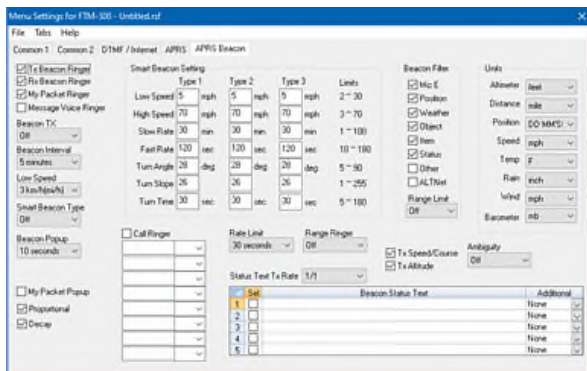 Menu Settings for FTM-300 - Untitled.rsf
File Tabs Help
Common 1 Common 2 DTMF / Internet APRS APRS Beacon
Tx Beacon Ringer
Rx Beacon Ringer
My Packet Ringer
Message Voice Ringer
Beacon TX
Off
Beacon Interval
5 minutes
Low Speed
Smart Beacon Type
Off
Beacon Popup
10 seconds
My Packet Popup
Proportional
Decay
Smart Beacon Setting
Type 1 Type 2 Type 3 Limits
Low Speed 5 mph 5 mph 5 mph 2 ~ 30
High Speed 70 mph 70 mph 70 mph 3 ~ 70
Slow Rate 30 min 30 min 30 min 1 ~ 100
Fast Rate 120 sec 120 sec 120 sec 10 ~ 180
Turn Angle 28 deg 28 deg 28 deg 5 ~ 90
Turn Slope 26 26 26 1 ~ 255
Turn Time 30 sec 30 sec 30 sec 5 ~ 180
Call Ringer
Rate Limit
30 seconds
Range Ringer
Off
Status Text Tx Rate 1/1
Beacon Filter
Mic E
Position
Weather
Object
Item
Status
Other
ALTNet
Range Limit
Off
Tx Speed/Course
Tx Altitude
Ambiguity
Off
Units
Altimeter feet
Distance mile
Position DD MM'S
Speed mph
Temp F
Rain inch
Wind mph
Barometer mb
Sel Beacon Status Text Additional
1 None
2 None
3 None
4 None
5 None